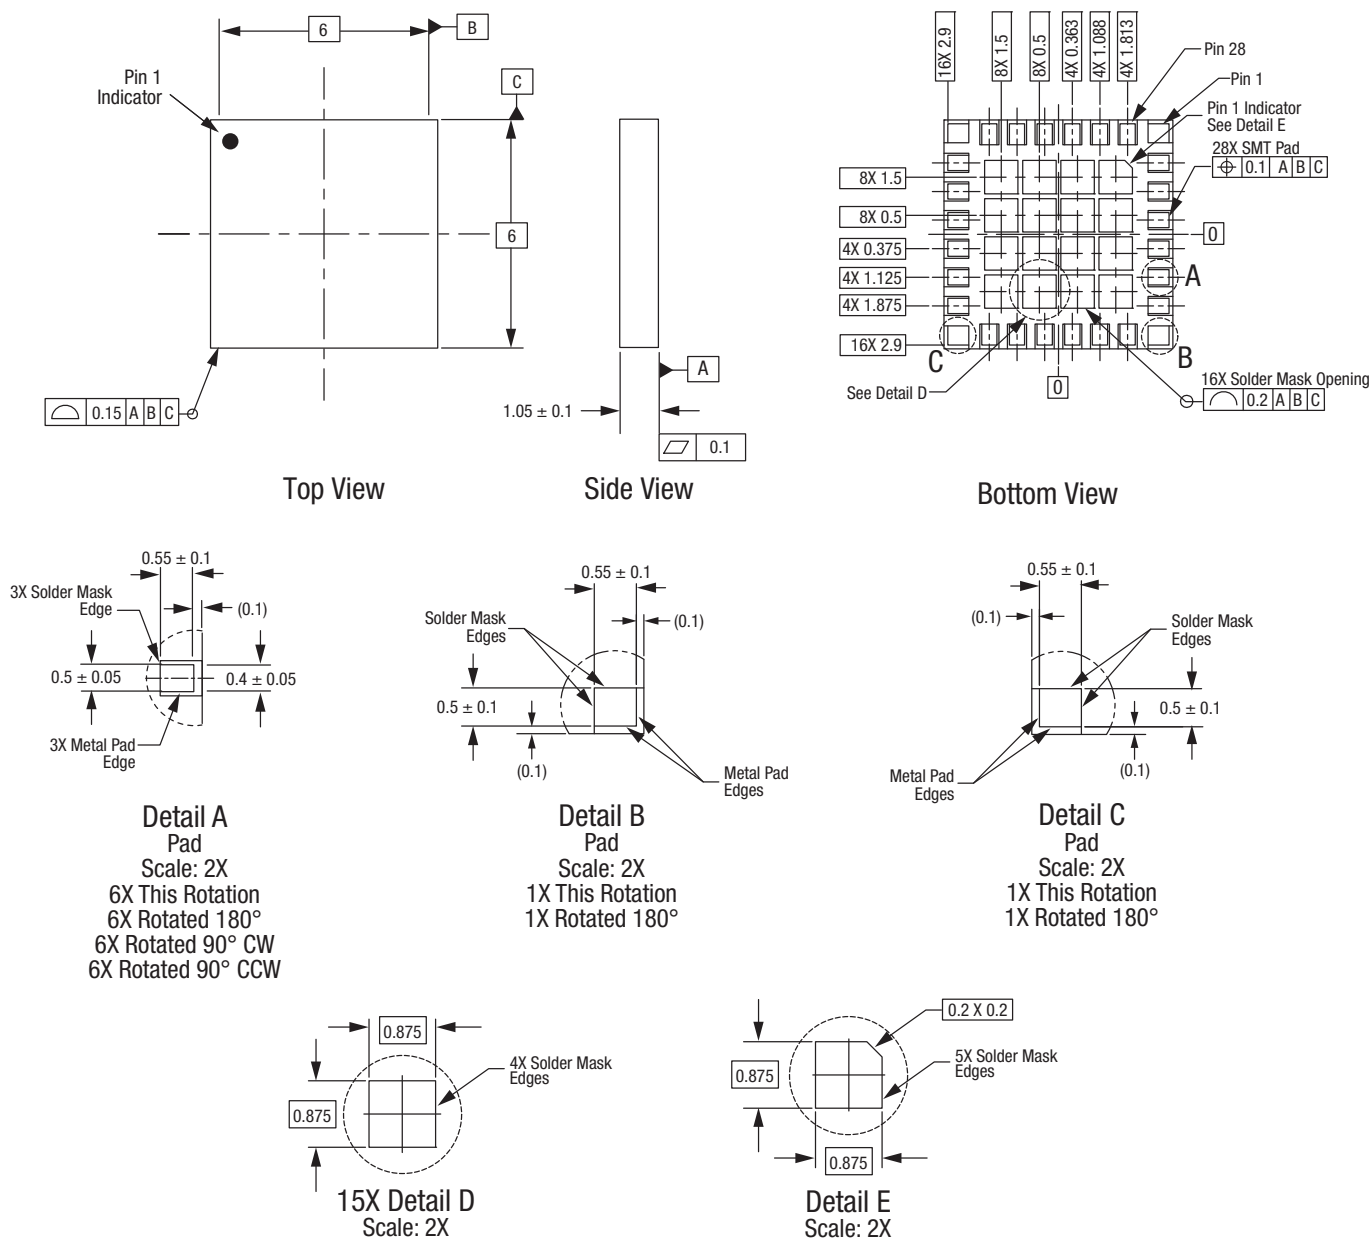 6
B
C
Pin 1
Indicator
6
0.15 A B C
Top View
A
1.05 ± 0.1
0.1
Side View
16X 2.9
8X 1.5
8X 0.5
4X 0.363
4X 1.088
4X 1.813
Pin 28
Pin 1
Pin 1 Indicator
See Detail E
28X SMT Pad
0.1 A B C
8X 1.5
8X 0.5
4X 0.375
4X 1.125
4X 1.875
16X 2.9
0
A
B
C
0
See Detail D
16X Solder Mask Opening
0.2 A B C
Bottom View
0.55 ± 0.1
3X Solder Mask
Edge
(0.1)
0.5 ± 0.05
0.4 ± 0.05
3X Metal Pad
Edge
Detail A
Pad
Scale: 2X
6X This Rotation
6X Rotated 180°
6X Rotated 90° CW
6X Rotated 90° CCW
0.55 ± 0.1
Solder Mask
Edges
(0.1)
0.5 ± 0.1
(0.1)
Metal Pad
Edges
Detail B
Pad
Scale: 2X
1X This Rotation
1X Rotated 180°
0.55 ± 0.1
(0.1)
Solder Mask
Edges
0.5 ± 0.1
Metal Pad
Edges
(0.1)
Detail C
Pad
Scale: 2X
1X This Rotation
1X Rotated 180°
0.875
4X Solder Mask
Edges
0.875
15X Detail D
Scale: 2X
0.2 X 0.2
5X Solder Mask
Edges
0.875
0.875
Detail E
Scale: 2X